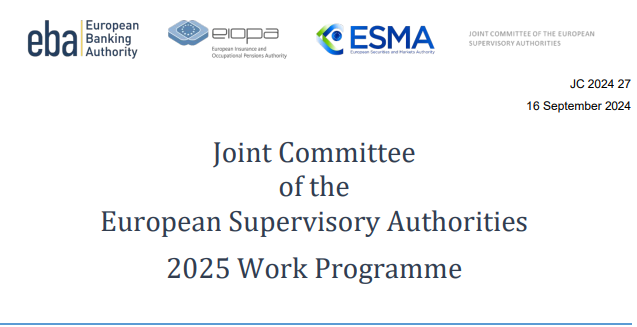 eba European
Banking
Authority
eiopa
European Insurance and
Occupational Pensions Authority
ESMA
European Securities and Markets Authority
JOINT COMMITTEE OF THE EUROPEAN
SUPERVISORY AUTHORITIES
JC 2024 27
16 September 2024
Joint Committee
of the
European Supervisory Authorities
2025 Work Programme